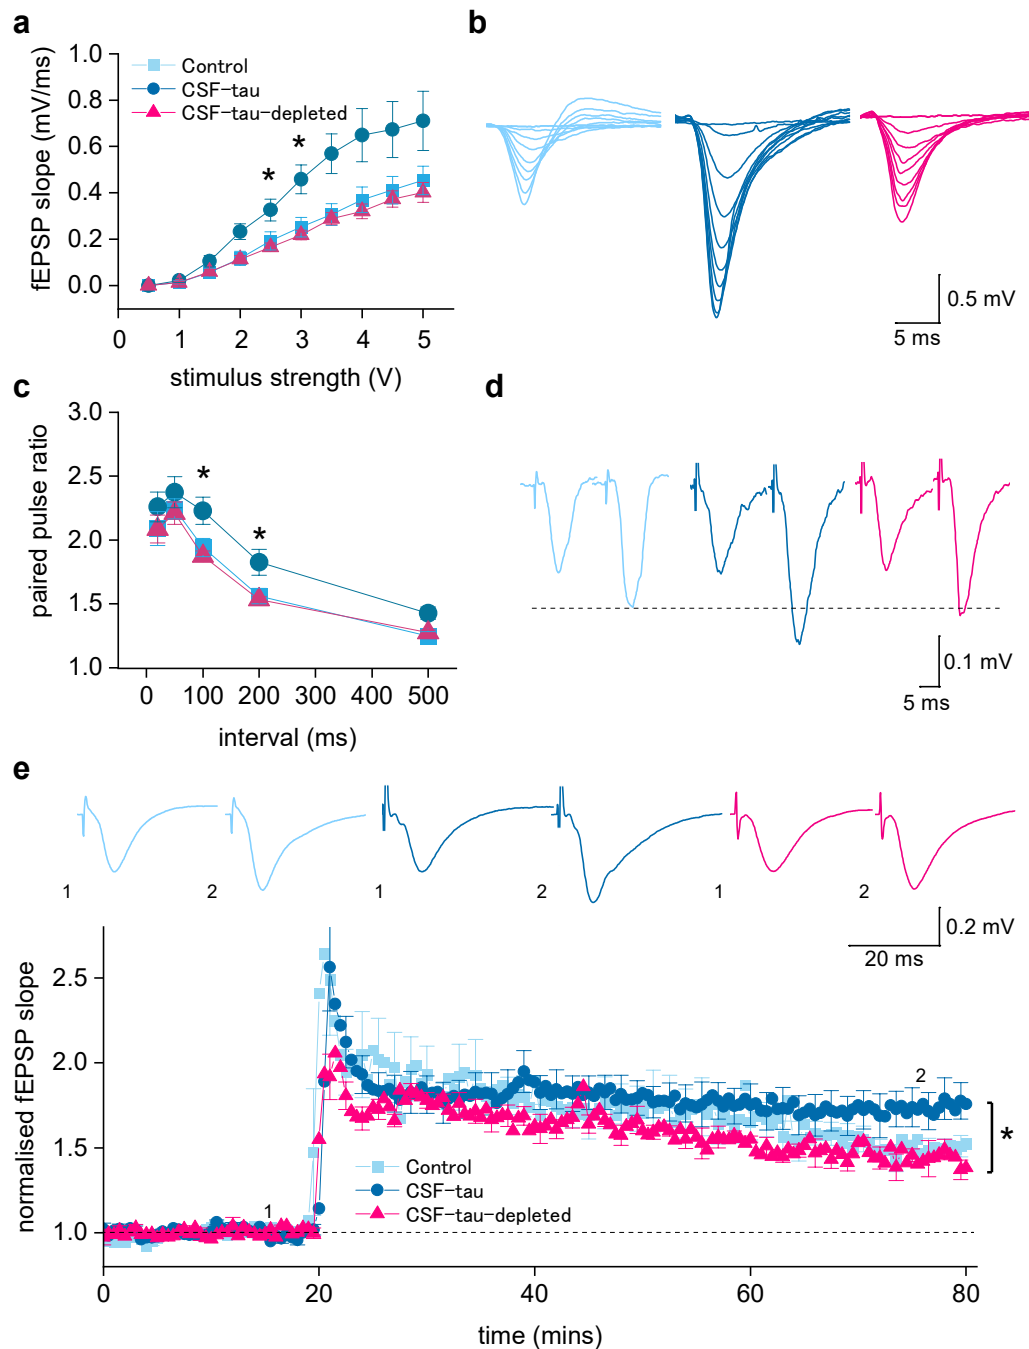 a
fEPSP slope (mV/ms)
1.0
0.8
0.6
0.4
0.2
0.0
Control
CSF-tau
CSF-tau-depleted
*
*
0 1 2 3 4 5
stimulus strength (V)
b
0.5 mV
5 ms
c
paired pulse ratio
3.0
2.5
2.0
1.5
1.0
*
*
0 100 200 300 400 500
interval (ms)
d
0.1 mV
5 ms
e
1 2 1 2 1 2
0.2 mV
20 ms
normalised fEPSP slope
2.5
2.0
1.5
1.0
2
*
Control
CSF-tau
CSF-tau-depleted
1
0 20 40 60 80
time (mins)